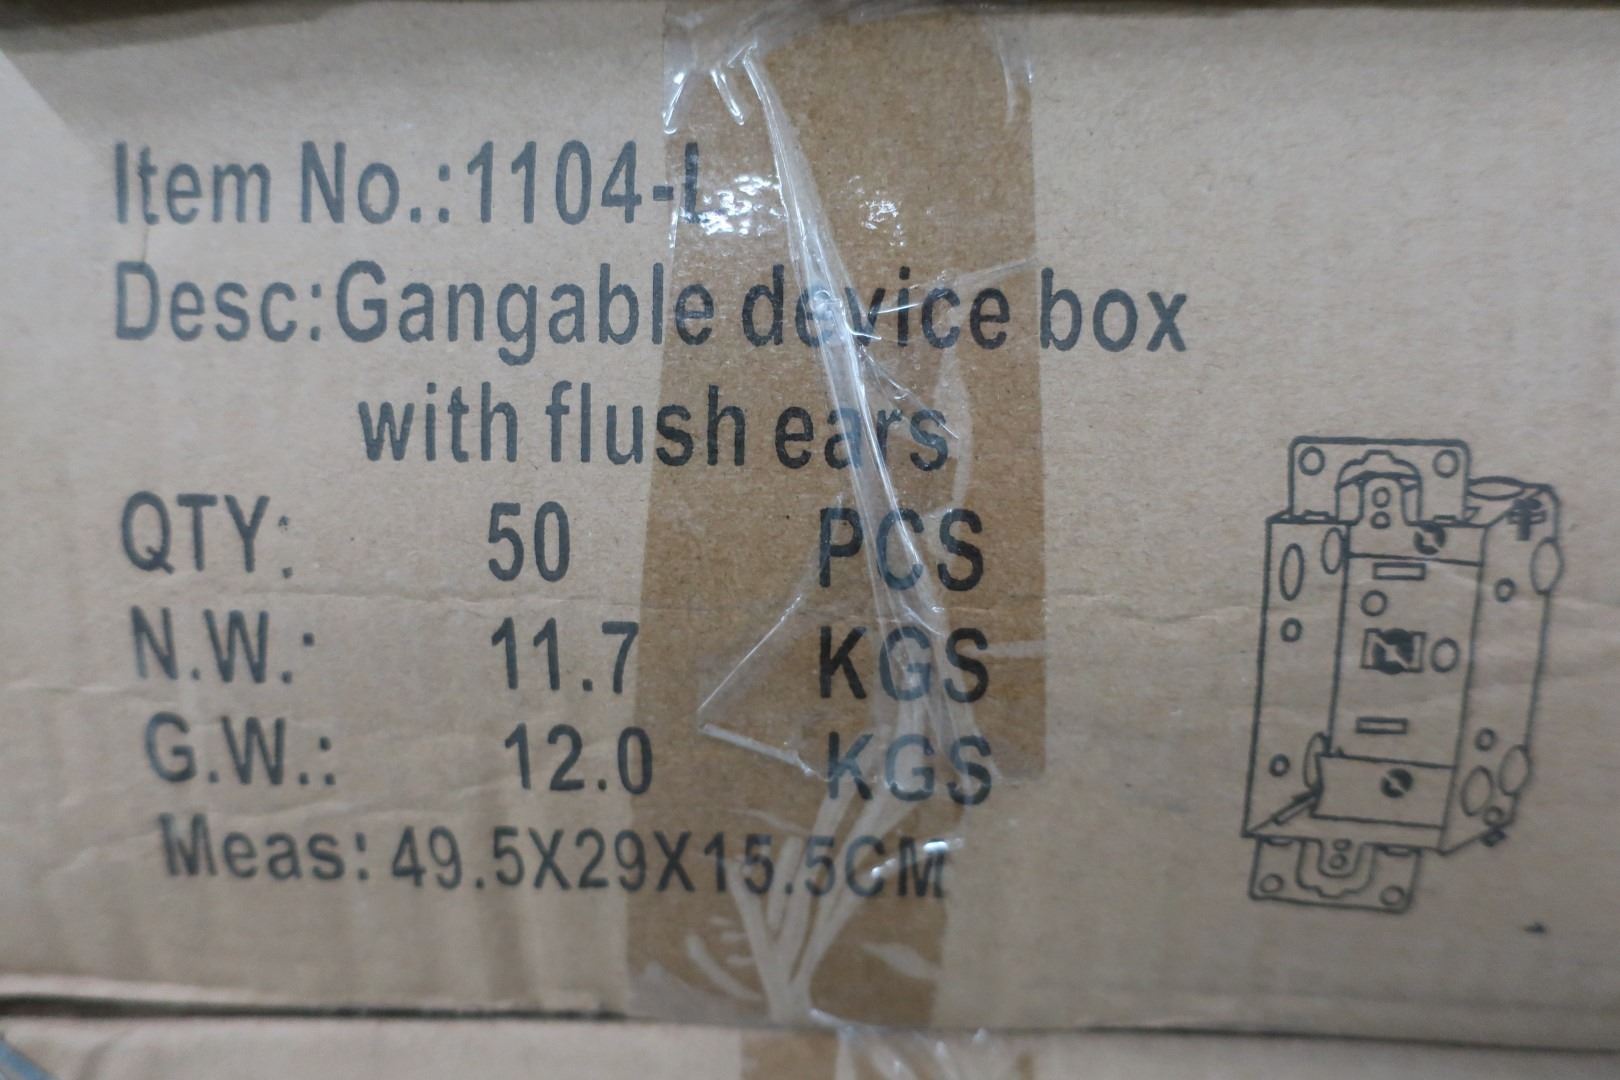 Item No.:1104-L
Desc:Gangable device box
with flush ears
QTY: 50 PCS
N.W.: 11.7 KGS
G.W.: 12.0 KGS
Meas: 49.5X29X15.5CM